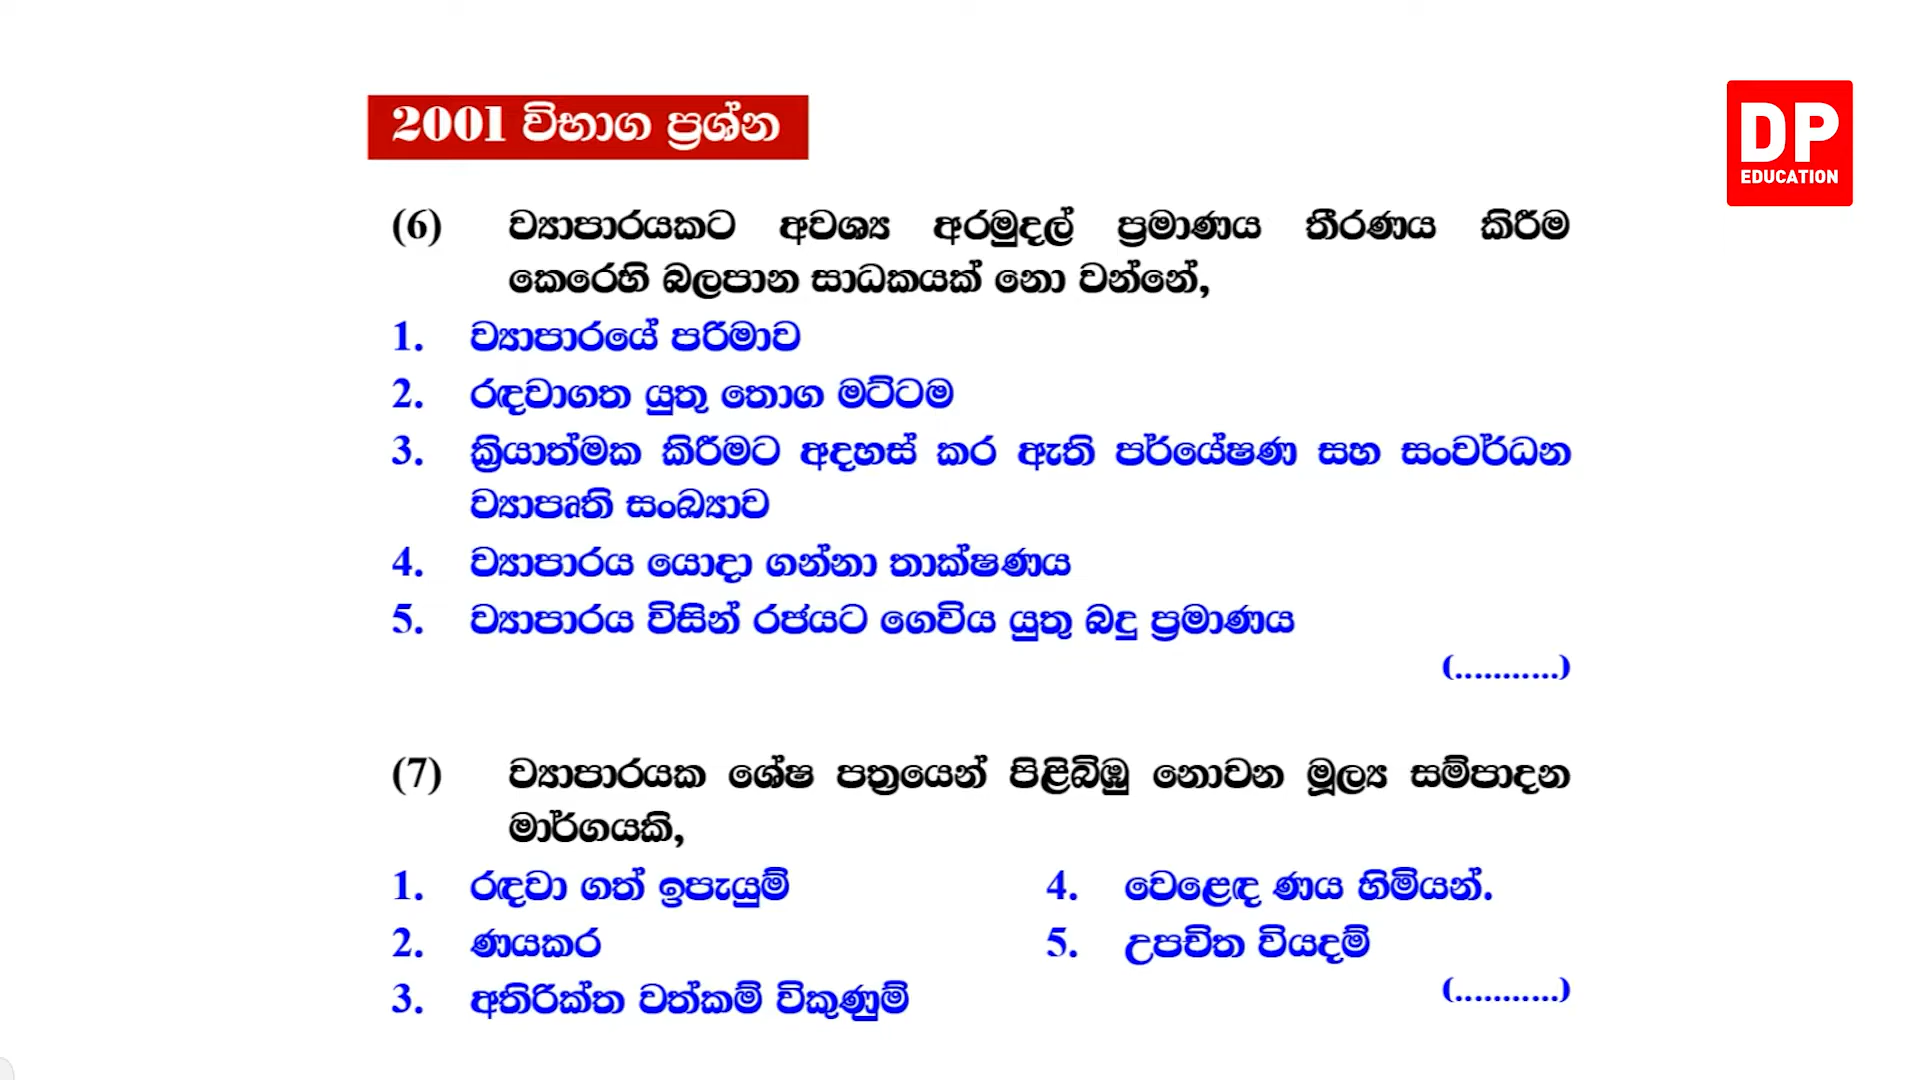 2001 විභාග ප්‍රශ්න
DP
EDUCATION
(6) ව්‍යාපාරයකට අවශ්‍ය අරමුදල් ප්‍රමාණය තීරණය කිරීම
කෙරෙහි බලපාන සාධකයක් නො වන්නේ,
1. ව්‍යාපාරයේ පරිමාව
2. රඳවාගත යුතු තොග මට්ටම
3. ක්‍රියාත්මක කිරීමට අදහස් කර ඇති පර්යේෂණ සහ සංවර්ධන
ව්‍යාපෘති සංඛ්‍යාව
4. ව්‍යාපාරය යොදා ගන්නා තාක්ෂණය
5. ව්‍යාපාරය විසින් රජයට ගෙවිය යුතු බදු ප්‍රමාණය
(...........)
(7) ව්‍යාපාරයක ශේෂ පත්‍රයෙන් පිළිබිඹු නොවන මූල්‍ය සම්පාදන
මාර්ගයකි,
1. රඳවා ගත් ඉපැයුම්
2. ණයකර
3. අතිරික්ත වත්කම් විකුණුම්
4. වෙළෙඳ ණය හිමියන්.
5. උපචිත වියදම්
(...........)